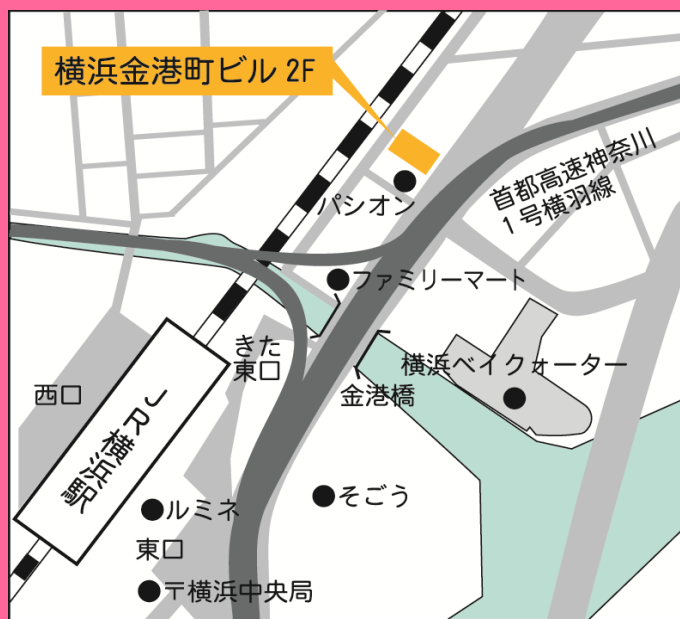 横浜金港町ビル 2F
首都高速神奈川
1号横羽線
パシオン
ファミリーマート
きた
東口
横浜ベイクォーター
金港橋
西口
JR横浜駅
そごう
ルミネ
東口
〒横浜中央局